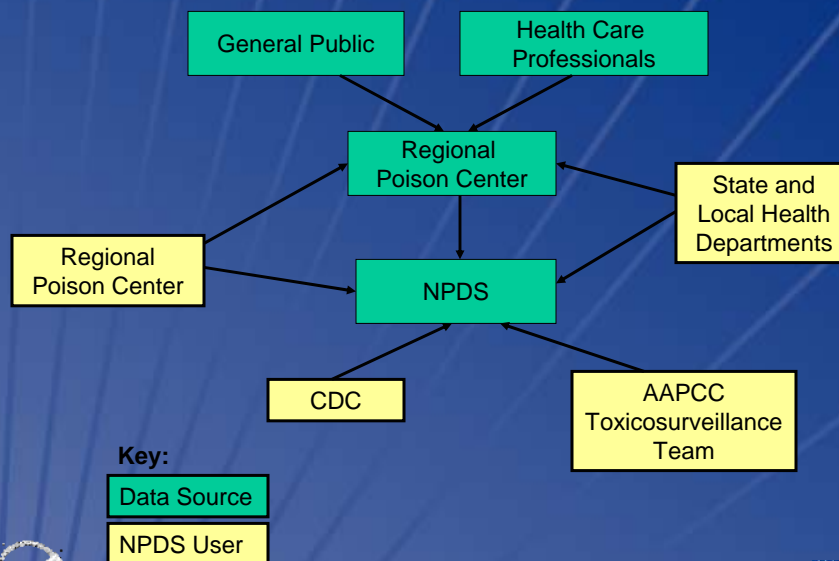 General Public
Health Care
Professionals
Regional
Poison Center
State and
Local Health
Departments
Regional
Poison Center
NPDS
CDC
AAPCC
Toxicosurveillance
Team
Key:
Data Source
NPDS User